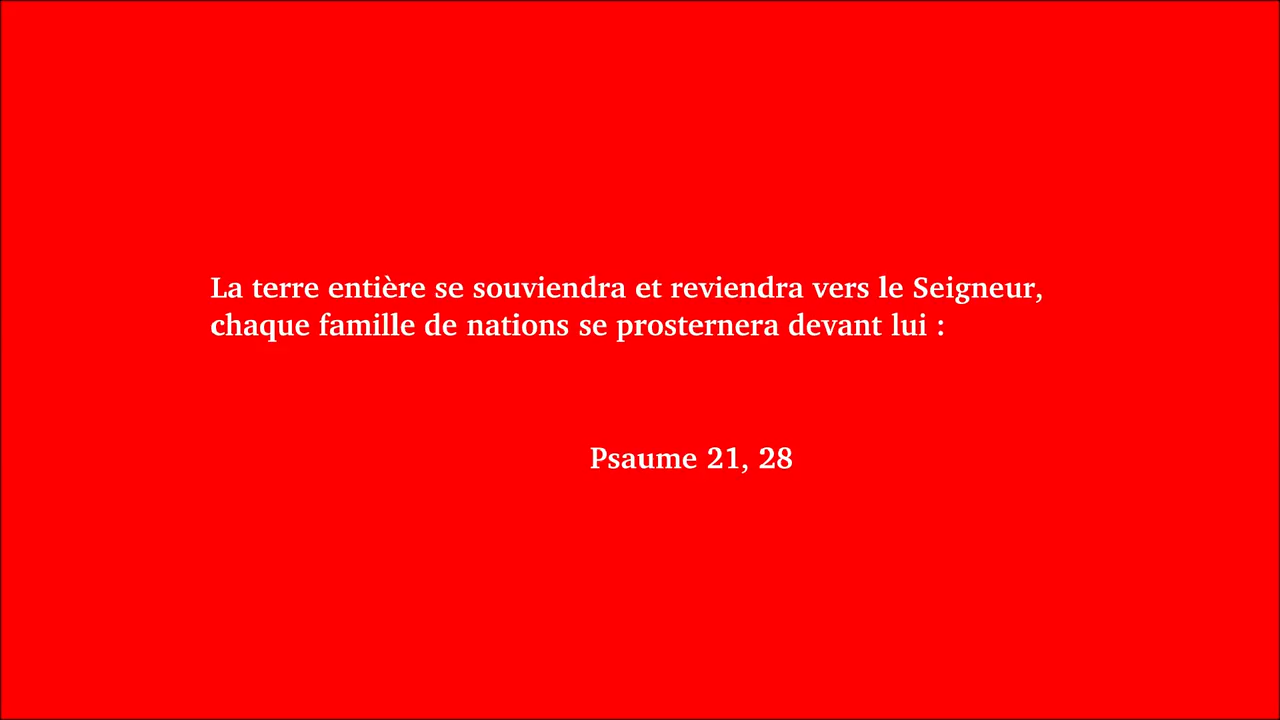 La terre entière se souviendra et reviendra vers le Seigneur,
chaque famille de nations se prosternera devant lui :
Psaume 21, 28